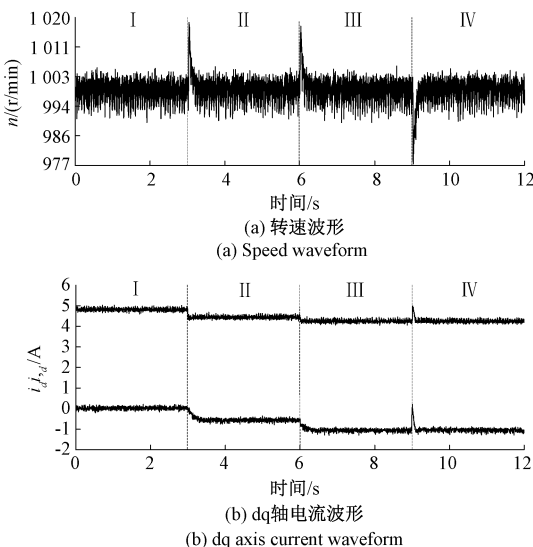 I II III IV
1 020
1 011
1 003
994
986
977
n/(r/min)
0 2 4 6 8 10 12
时间/s
(a) 转速波形
(a) Speed waveform
I II III IV
6
5
4
3
2
1
0
-1
-2
i_d i,_d/A
0 2 4 6 8 10 12
时间/s
(b) dq轴电流波形
(b) dq axis current waveform